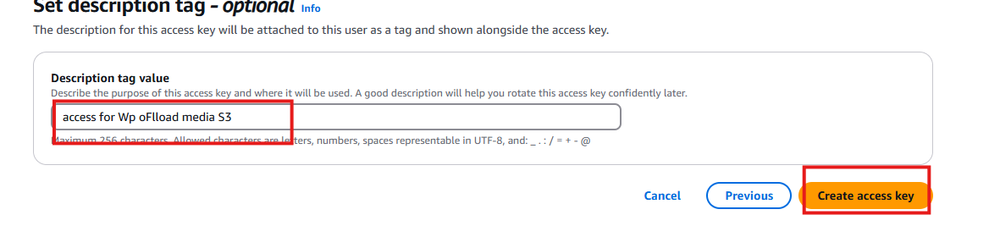 Set description tag - optional Info
The description for this access key will be attached to this user as a tag and shown alongside the access key.
Description tag value
Describe the purpose of this access key and where it will be used. A good description will help you rotate this access key confidently later.
access for Wp oFlload media S3
Maximum 256 characters. Allowed characters are letters, numbers, spaces representable in UTF-8, and: _ . : / = + - @
Cancel Previous Create access key